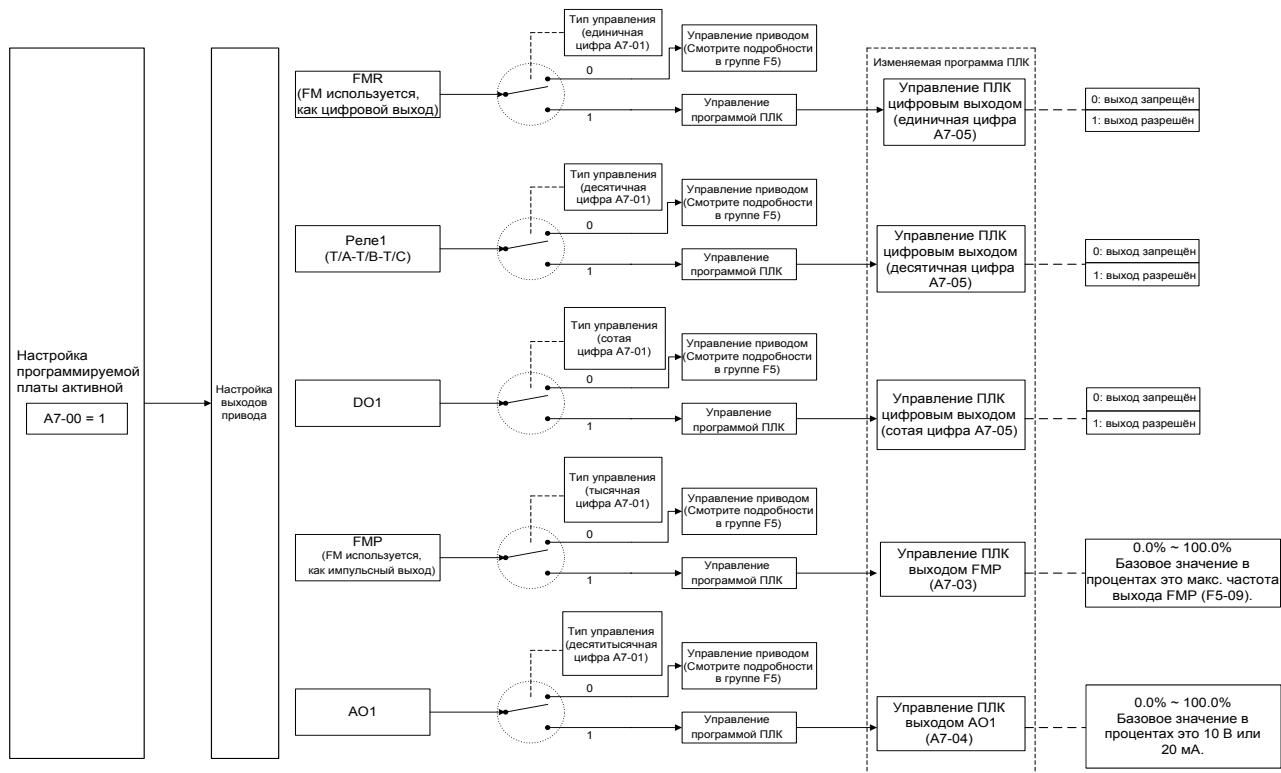 Настройка
программируемой
платы активной
A7-00 = 1
Настройка
выходов
привода
FMR
(FM используется,
как цифровой выход)
Тип управления
(единичная
цифра A7-01)
0
1
Управление приводом
(Смотрите подробности
в группе F5)
Управление
программой ПЛК
Изменяемая программа ПЛК
Управление ПЛК
цифровым выходом
(единичная цифра
A7-05)
0: выход запрещён
1: выход разрешён
Реле1
(T/A-T/B-T/C)
Тип управления
(десятичная
цифра A7-01)
0
1
Управление приводом
(Смотрите подробности
в группе F5)
Управление
программой ПЛК
Управление ПЛК
цифровым выходом
(десятичная цифра
A7-05)
0: выход запрещён
1: выход разрешён
DO1
Тип управления
(сотая
цифра A7-01)
0
1
Управление приводом
(Смотрите подробности
в группе F5)
Управление
программой ПЛК
Управление ПЛК
цифровым выходом
(сотая цифра A7-05)
0: выход запрещён
1: выход разрешён
FMP
(FM используется,
как импульсный выход)
Тип управления
(тысячная
цифра A7-01)
0
1
Управление приводом
(Смотрите подробности
в группе F5)
Управление
программой ПЛК
Управление ПЛК
выходом FMP
(A7-03)
0.0% ~ 100.0%
Базовое значение в
процентах это макс. частота
выхода FMP (F5-09).
AO1
Тип управления
(десятитысячная
цифра A7-01)
0
1
Управление приводом
(Смотрите подробности
в группе F5)
Управление
программой ПЛК
Управление ПЛК
выходом AO1
(A7-04)
0.0% ~ 100.0%
Базовое значение в
процентах это 10 В или
20 мА.